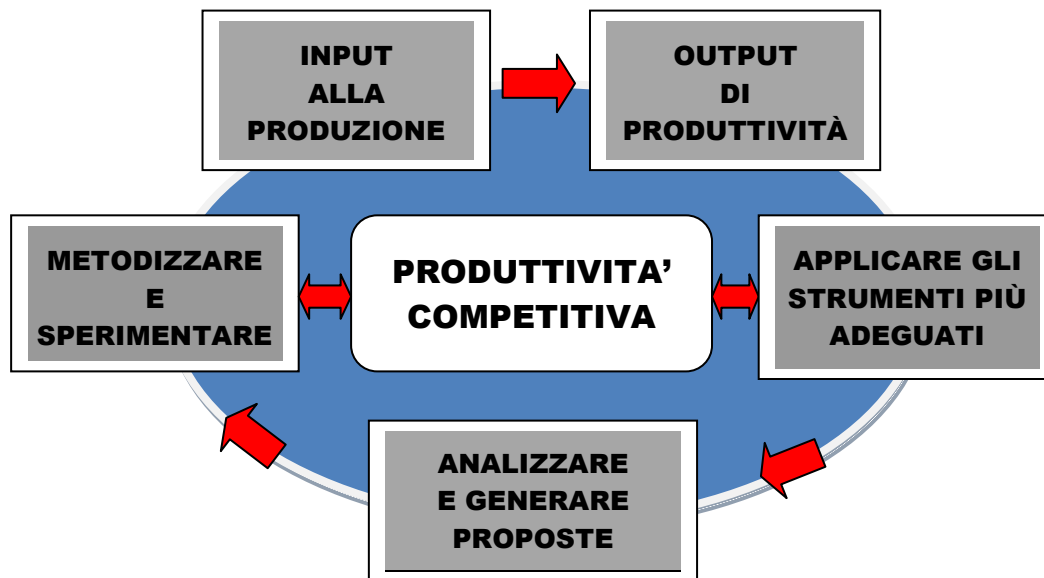 INPUT
ALLA
PRODUZIONE
OUTPUT
DI
PRODUTTIVITÀ
METODIZZARE
E
SPERIMENTARE
PRODUTTIVITA’
COMPETITIVA
APPLICARE GLI
STRUMENTI PIÙ
ADEGUATI
ANALIZZARE
E GENERARE
PROPOSTE